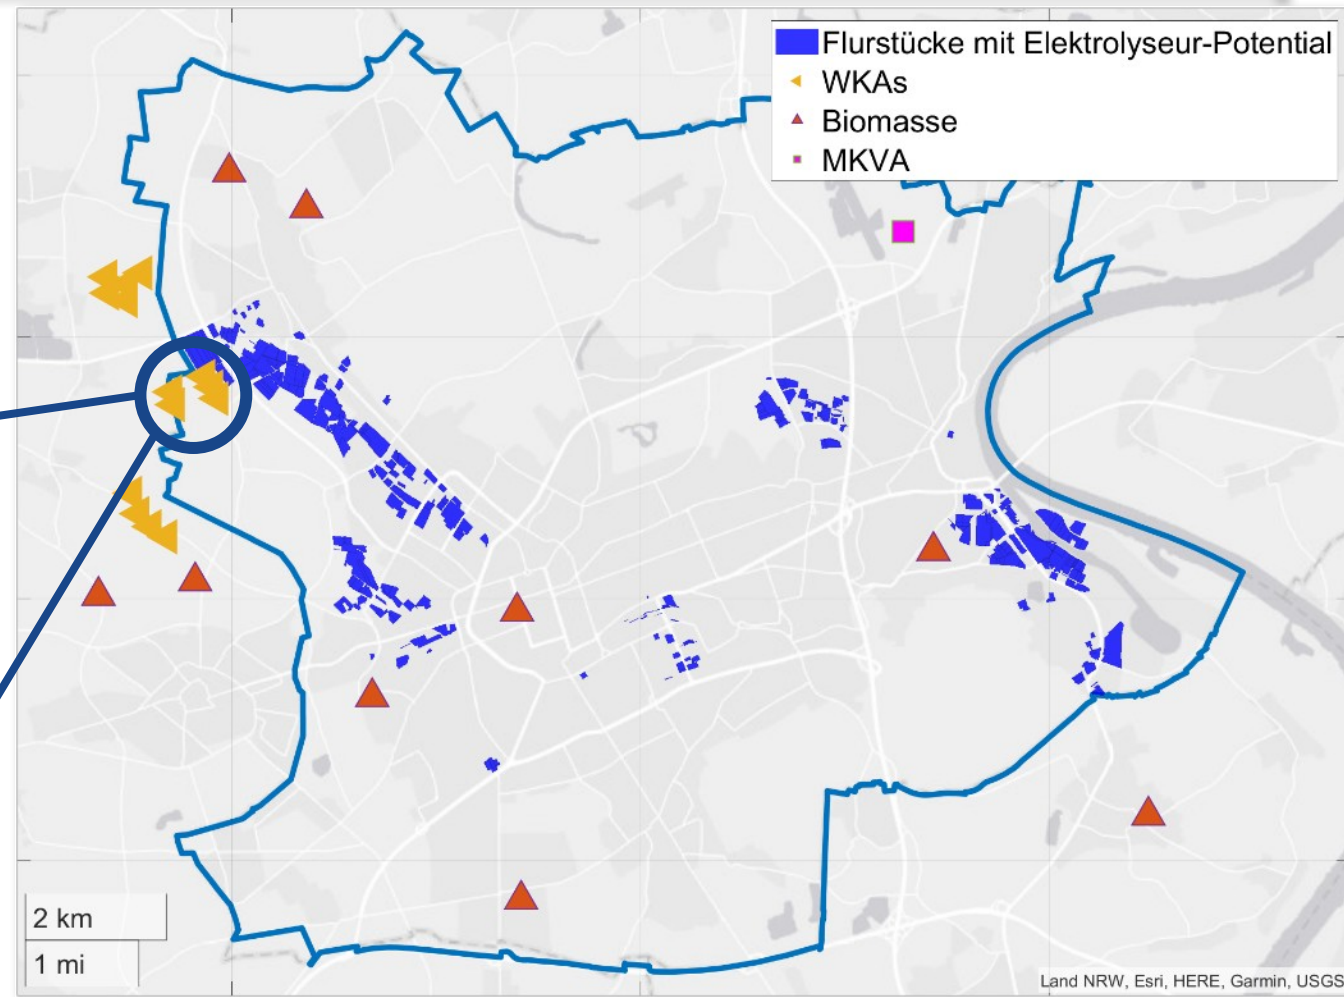 Flurstücke mit Elektrolyseur-Potential
WKAs
Biomasse
MKVA
2 km
1 mi
Land NRW, Esri, HERE, Garmin, USGS